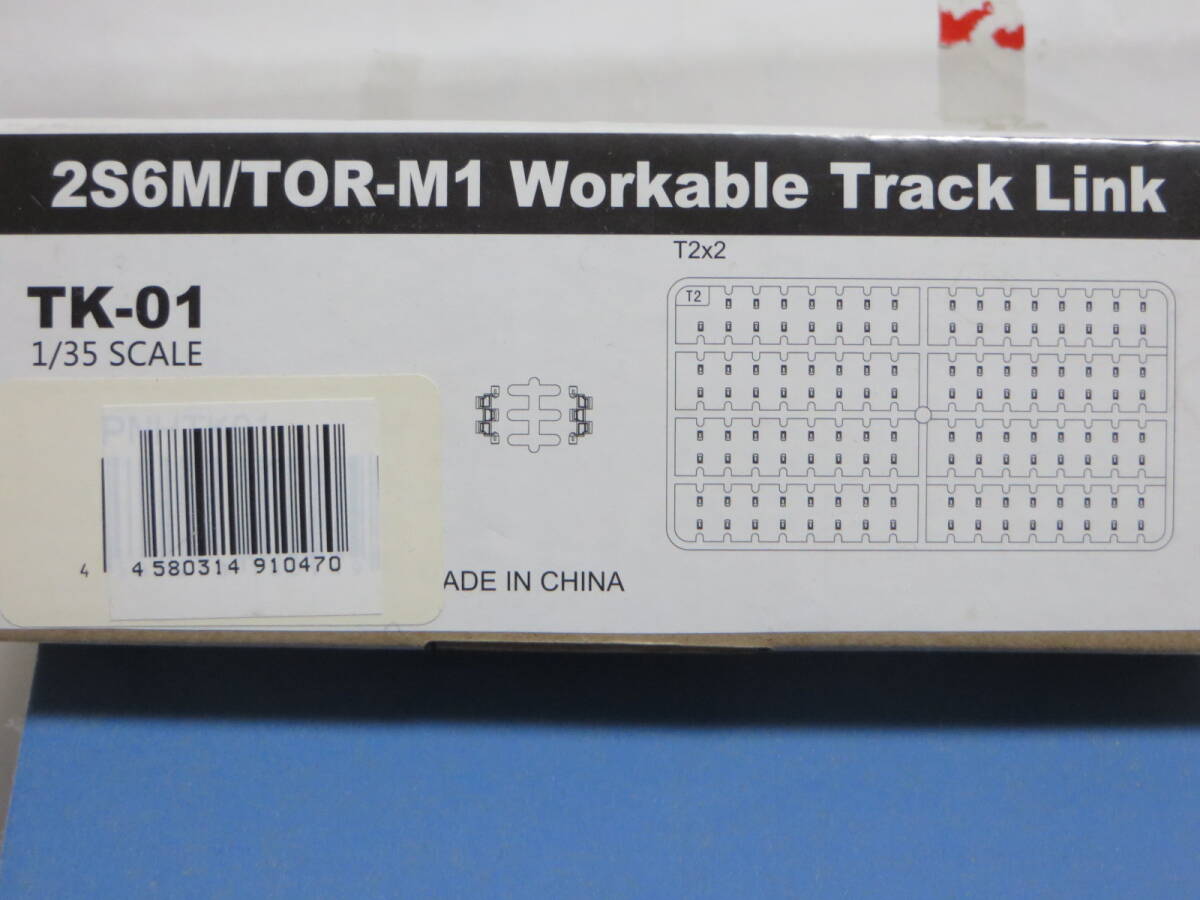 2S6M/TOR-M1 Workable Track Link
T2x2
T2
TK-01
1/35 SCALE
4 580314 910470
4
ADE IN CHINA